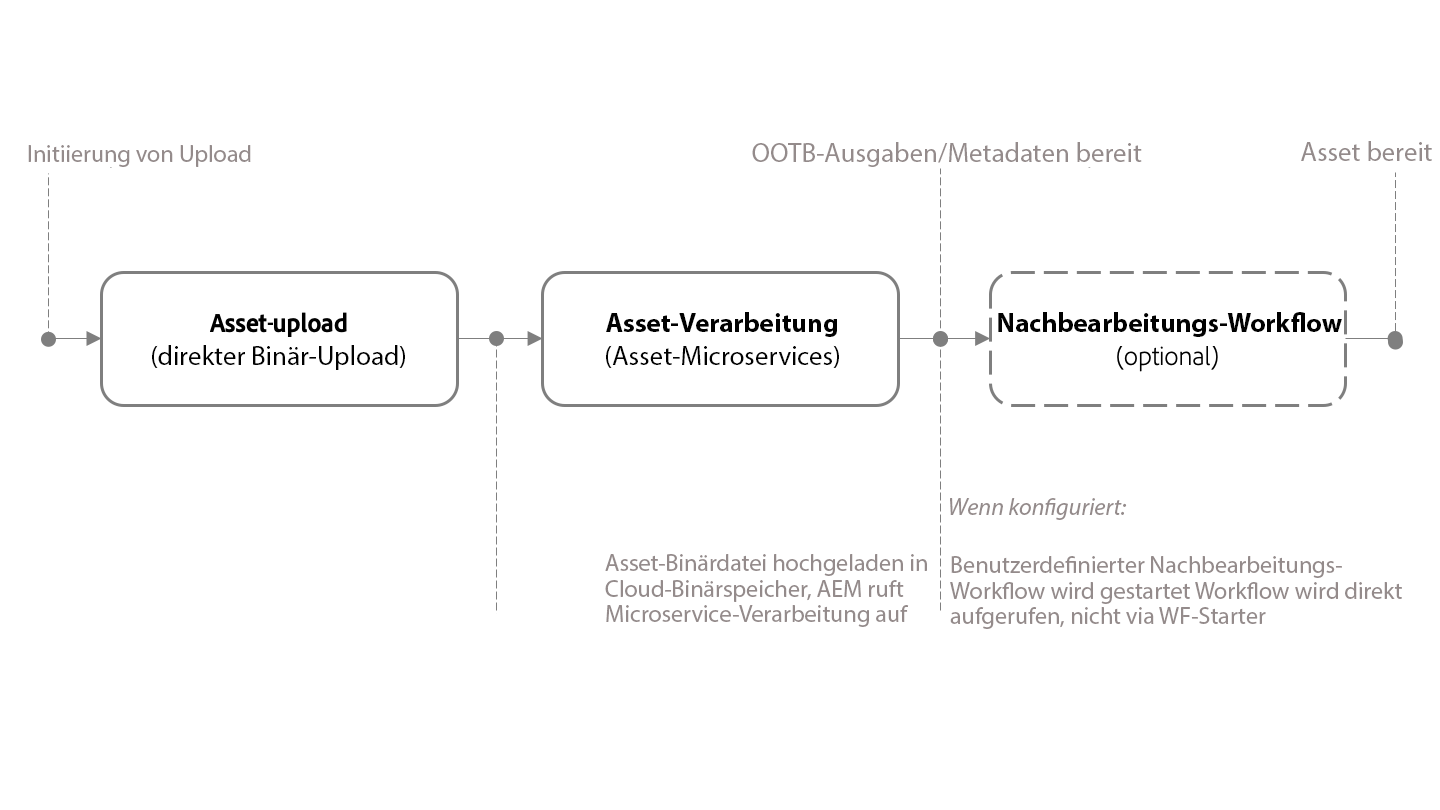 Initiierung von Upload
OOTB-Ausgaben/Metadaten bereit
Asset bereit
Asset-upload
(direkter Binär-Upload)
Asset-Verarbeitung
(Asset-Microservices)
Nachbearbeitungs-Workflow
(optional)
Asset-Binärdatei hochgeladen in
Cloud-Binärspeicher, AEM ruft
Microservice-Verarbeitung auf
Wenn konfiguriert:
Benutzerdefinierter Nachbearbeitungs-
Workflow wird gestartet Workflow wird direkt
aufgerufen, nicht via WF-Starter